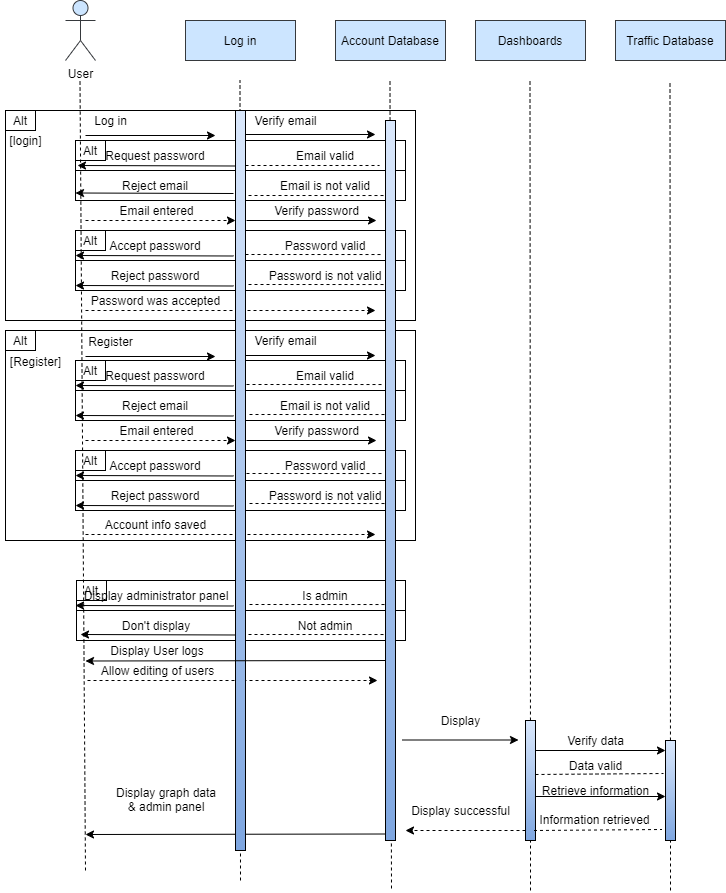 User
Log in
Account Database
Dashboards
Traffic Database
Alt
Log in
Verify email
[login]
Alt
Request password
Email valid
Reject email
Email is not valid
Email entered
Verify password
Alt
Accept password
Password valid
Reject password
Password is not valid
Password was accepted
Alt
Register
Verify email
[Register]
Alt
Request password
Email valid
Reject email
Email is not valid
Email entered
Verify password
Alt
Accept password
Password valid
Reject password
Password is not valid
Account info saved
Alt
Display administrator panel
Is admin
Don't display
Not admin
Display User logs
Allow editing of users
Display
Verify data
Data valid
Retrieve information
Display graph data
& admin panel
Display successful
Information retrieved